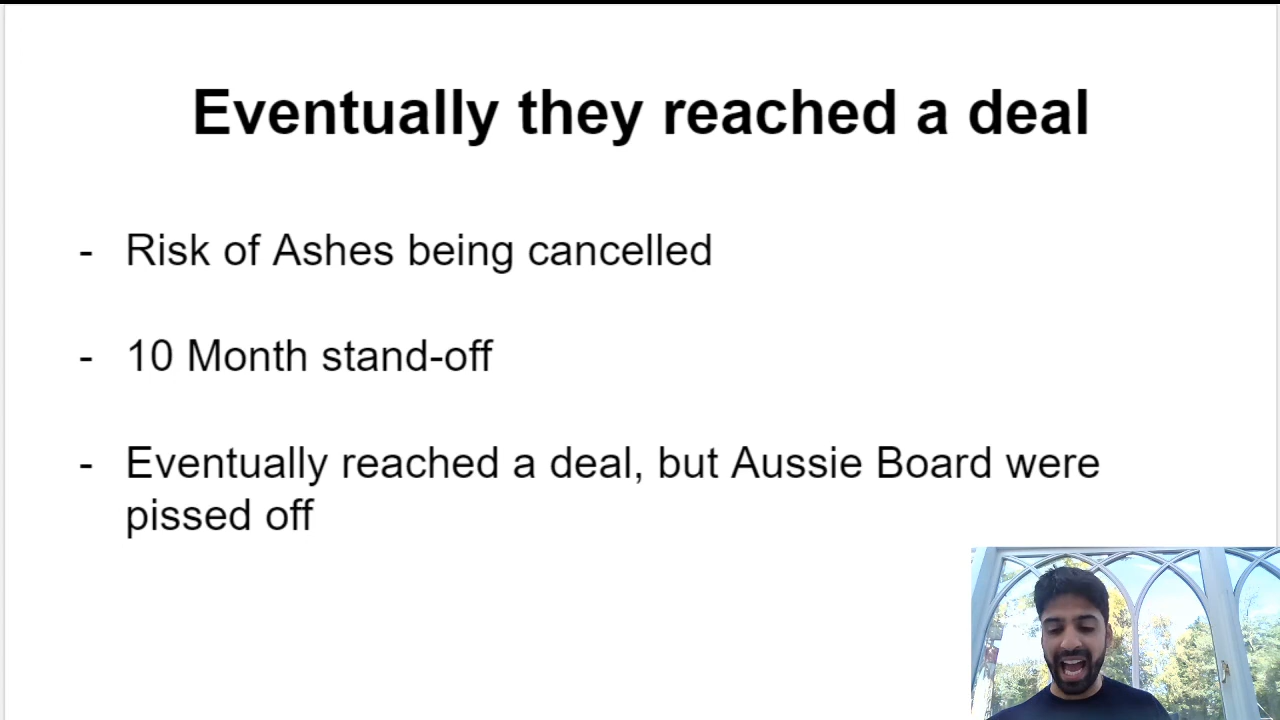 Eventually they reached a deal
- Risk of Ashes being cancelled
- 10 Month stand-off
- Eventually reached a deal, but Aussie Board were
pissed off